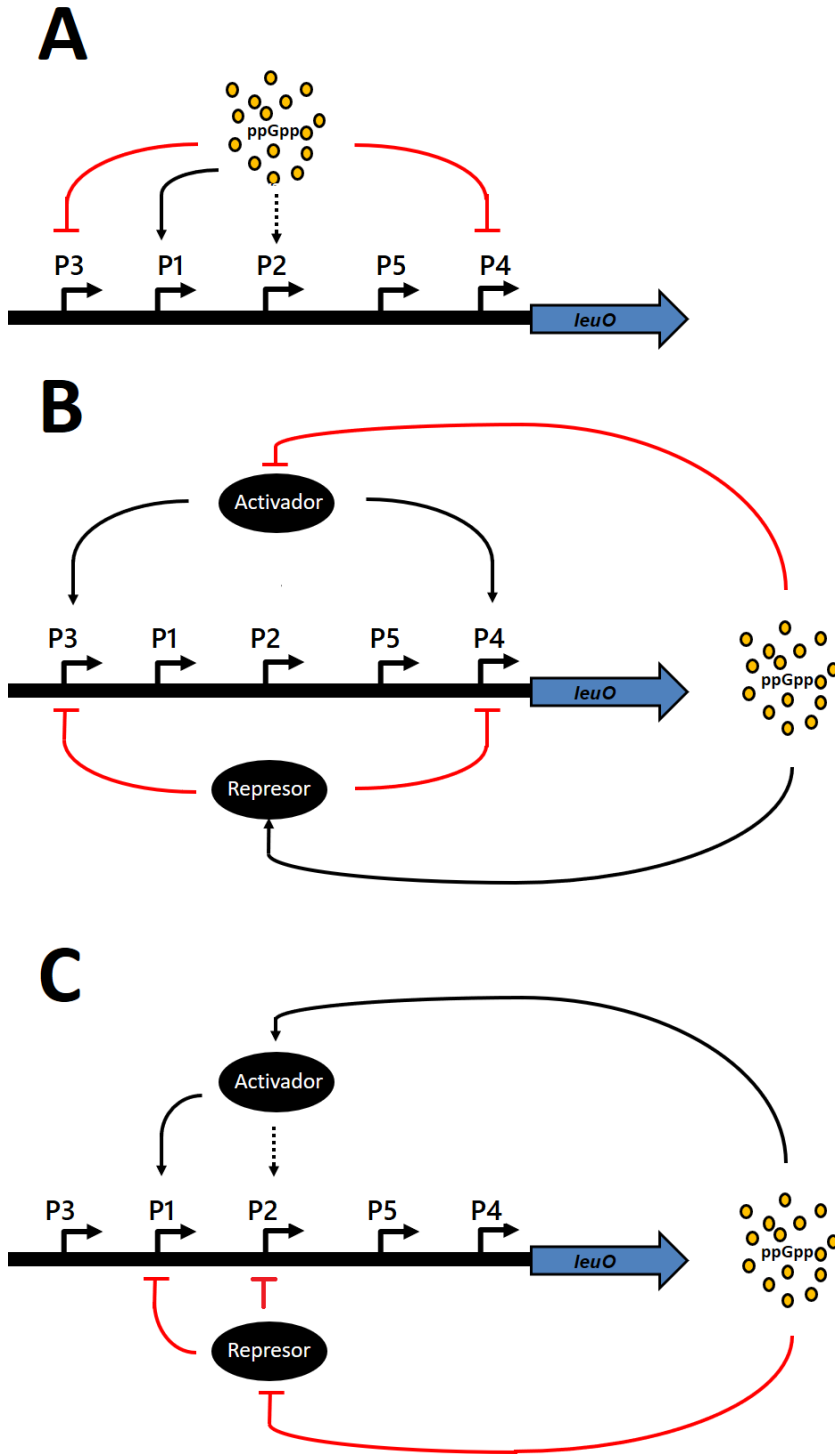 A
ppGpp
P3 P1 P2 P5 P4
leuO
B
Activador
P3 P1 P2 P5 P4
leuO
ppGpp
Represor
C
Activador
P3 P1 P2 P5 P4
leuO
ppGpp
Represor